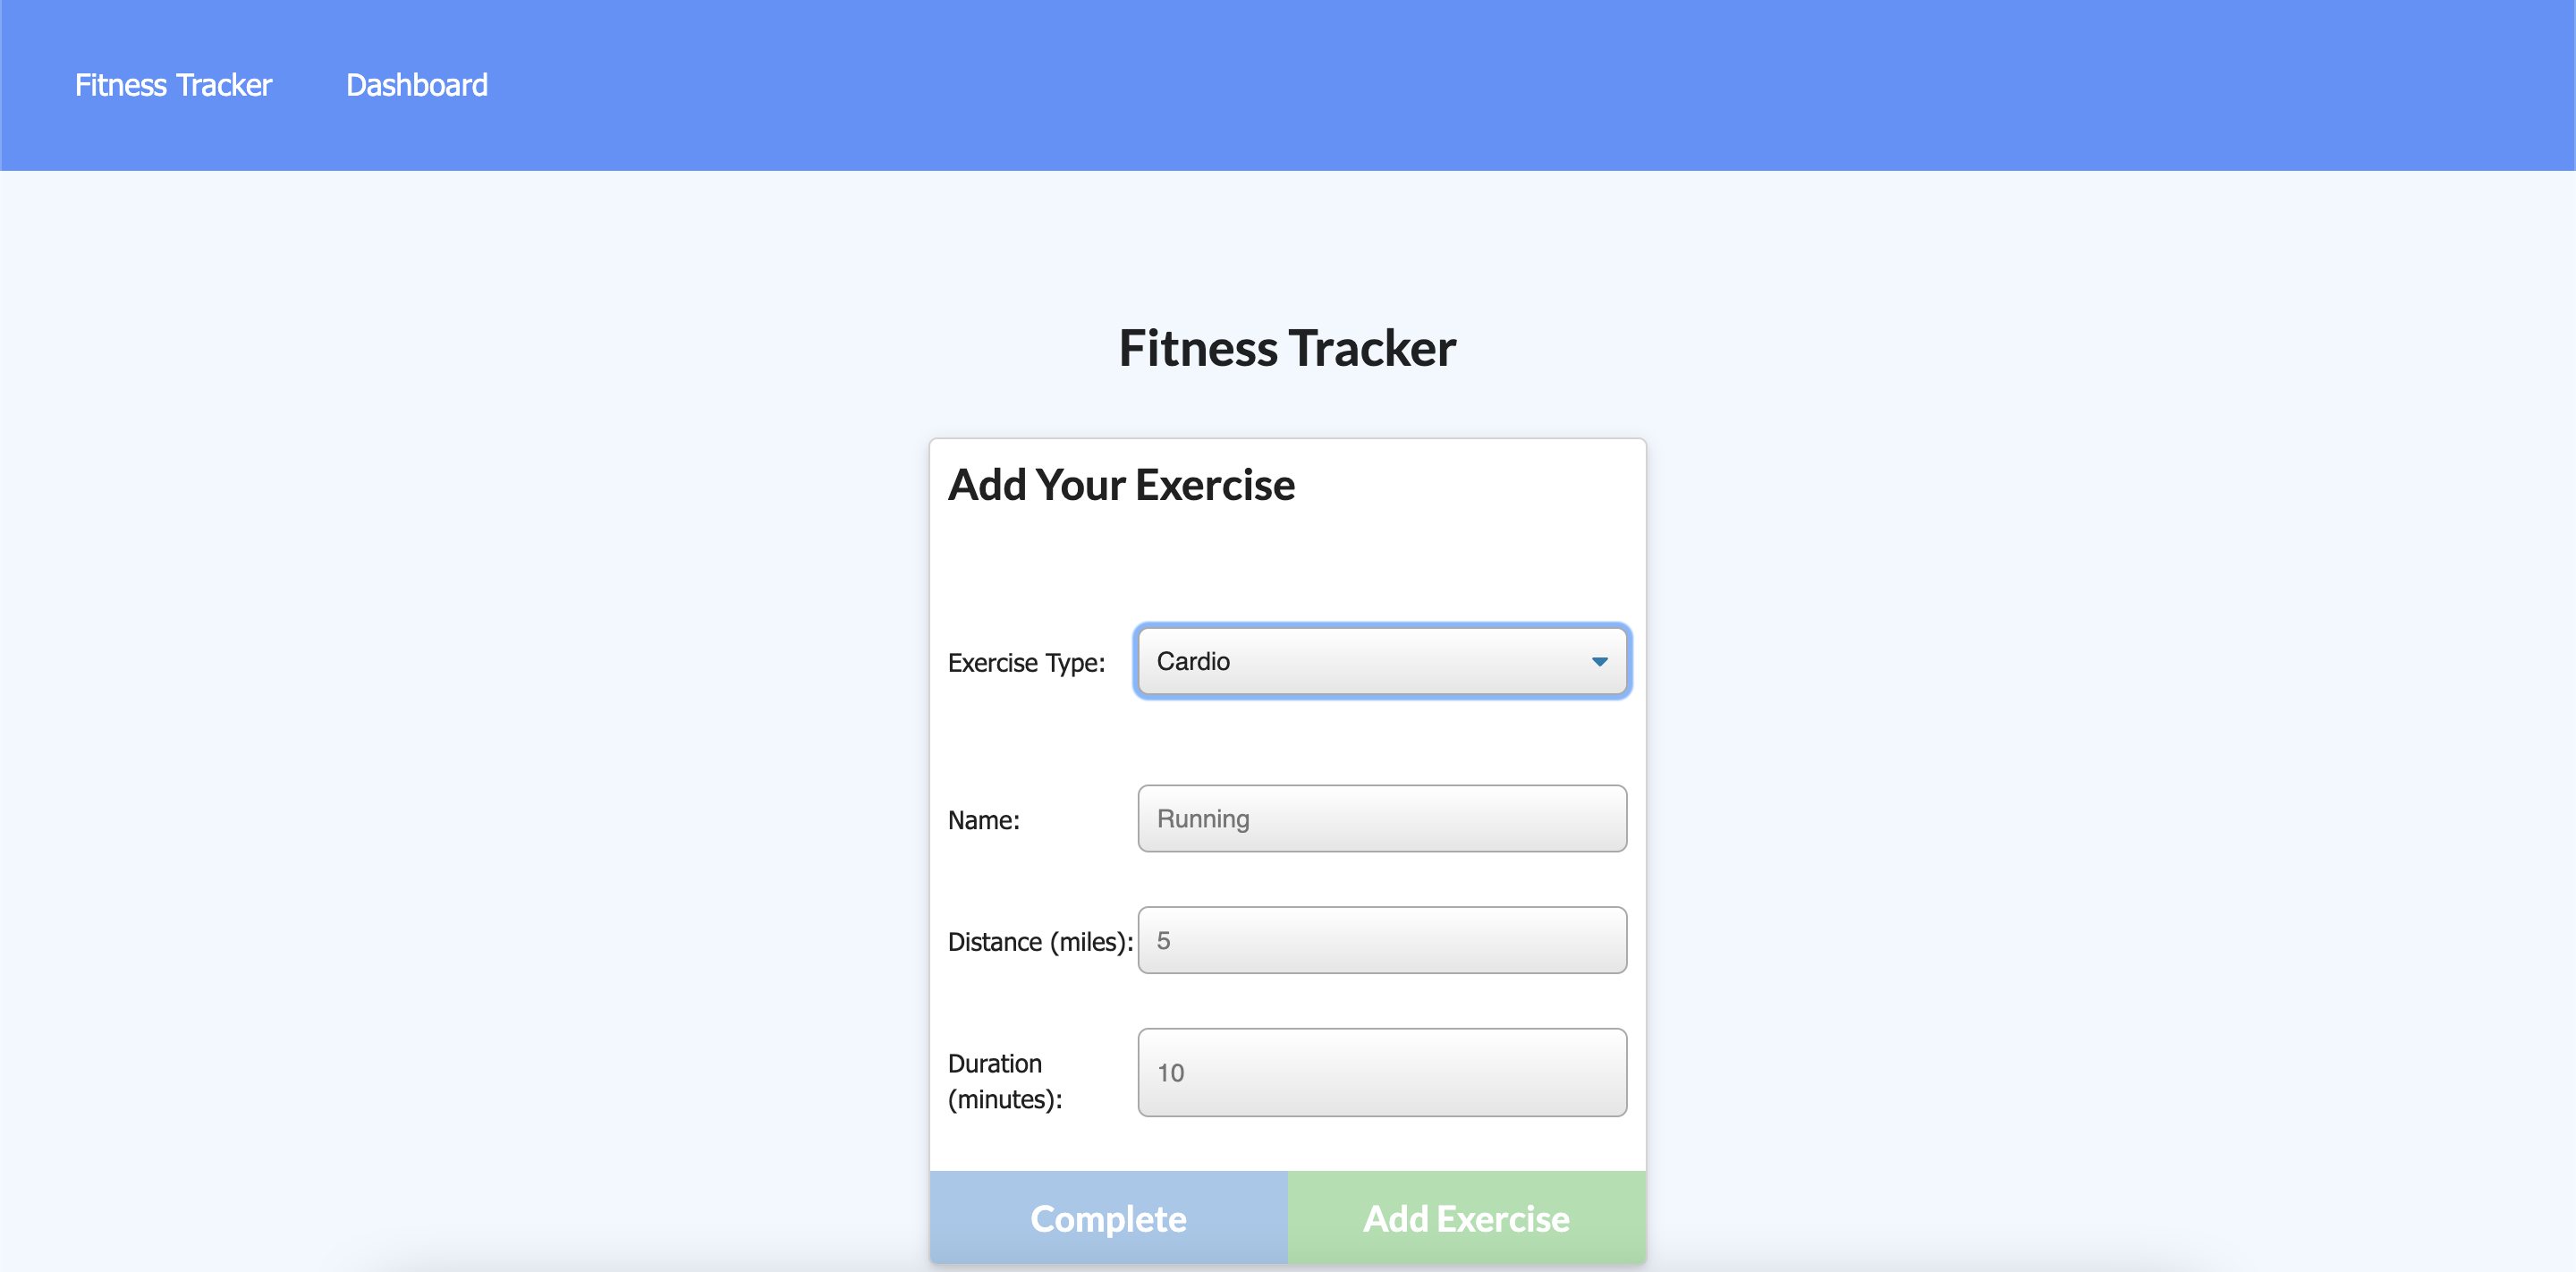 Fitness Tracker Dashboard
Fitness Tracker
Add Your Exercise
Exercise Type: Cardio
Name: Running
Distance (miles): 5
Duration
(minutes): 10
Complete Add Exercise